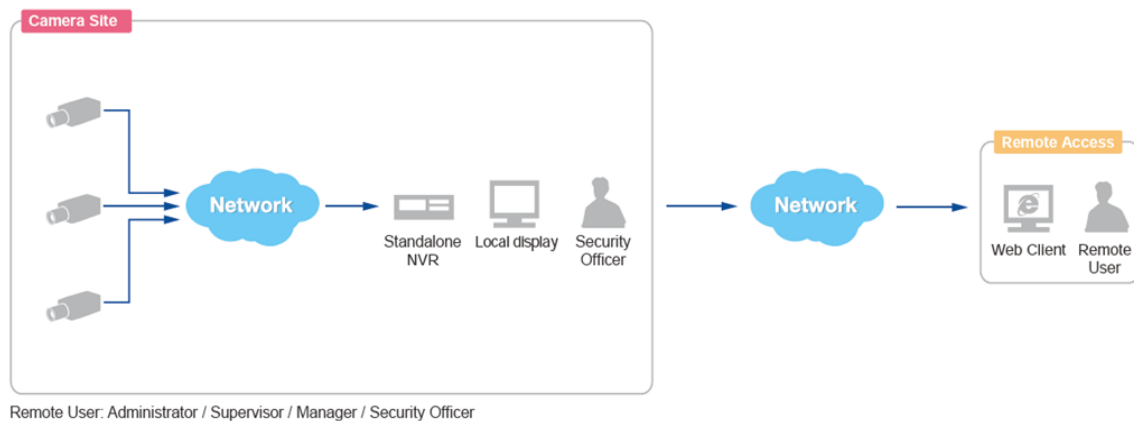 Camera Site
Remote Access
Network
Network
Standalone
NVR
Local display
Security
Officer
Web Client
Remote
User
Remote User: Administrator / Supervisor / Manager / Security Officer